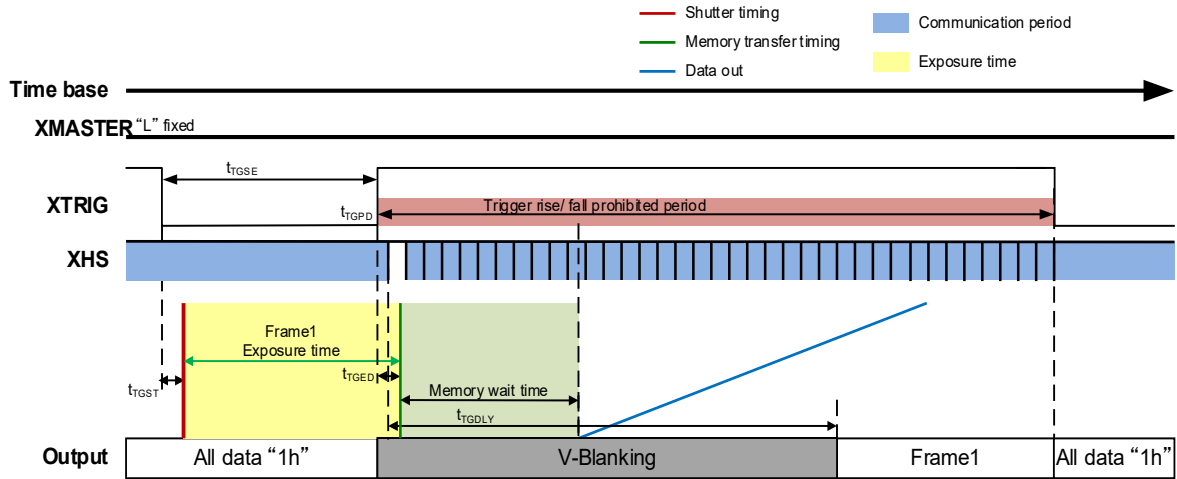 Shutter timing
Communication period
Memory transfer timing
Data out
Exposure time
Time base
XMASTER “L” fixed
tTGSE
XTRIG
Trigger rise/ fall prohibited period
tTGPD
XHS
Frame1
Exposure time
tTGST
tTGED
Memory wait time
tTGDLY
Output
All data “1h”
V-Blanking
Frame1
All data “1h”